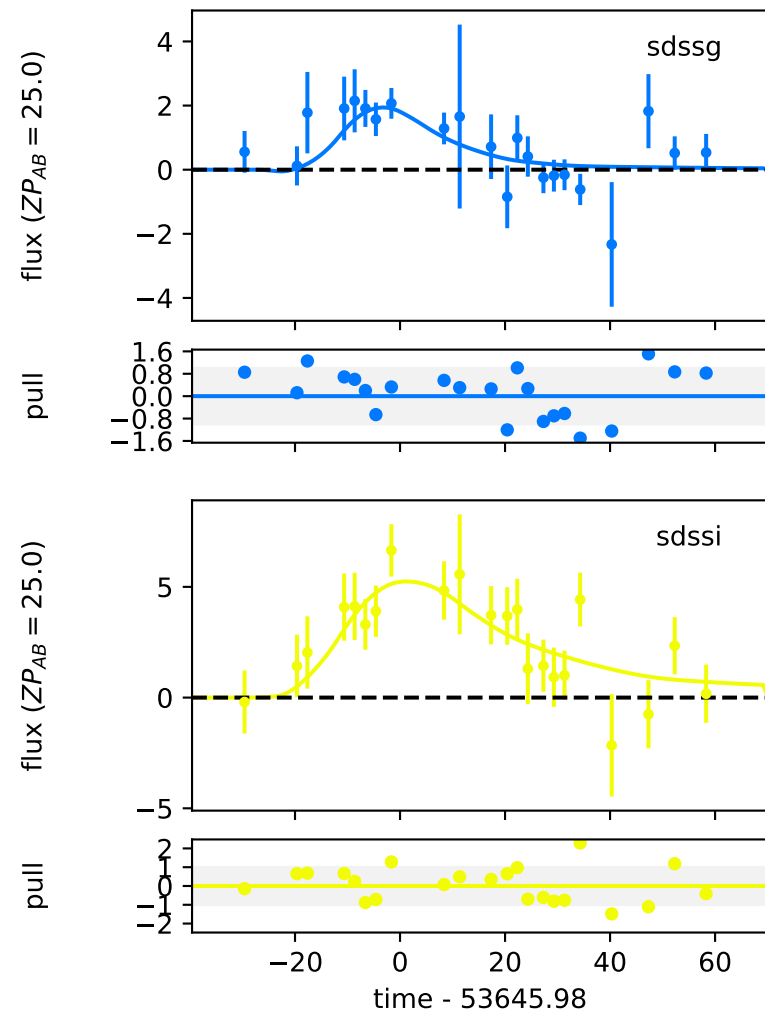 sdssg
flux (ZP_AB = 25.0)
4
2
0
−2
−4
pull
1.6
0.8
0.0
−0.8
−1.6
sdssi
flux (ZP_AB = 25.0)
5
0
−5
pull
2
1
0
−1
−2
−20 0 20 40 60
time - 53645.98